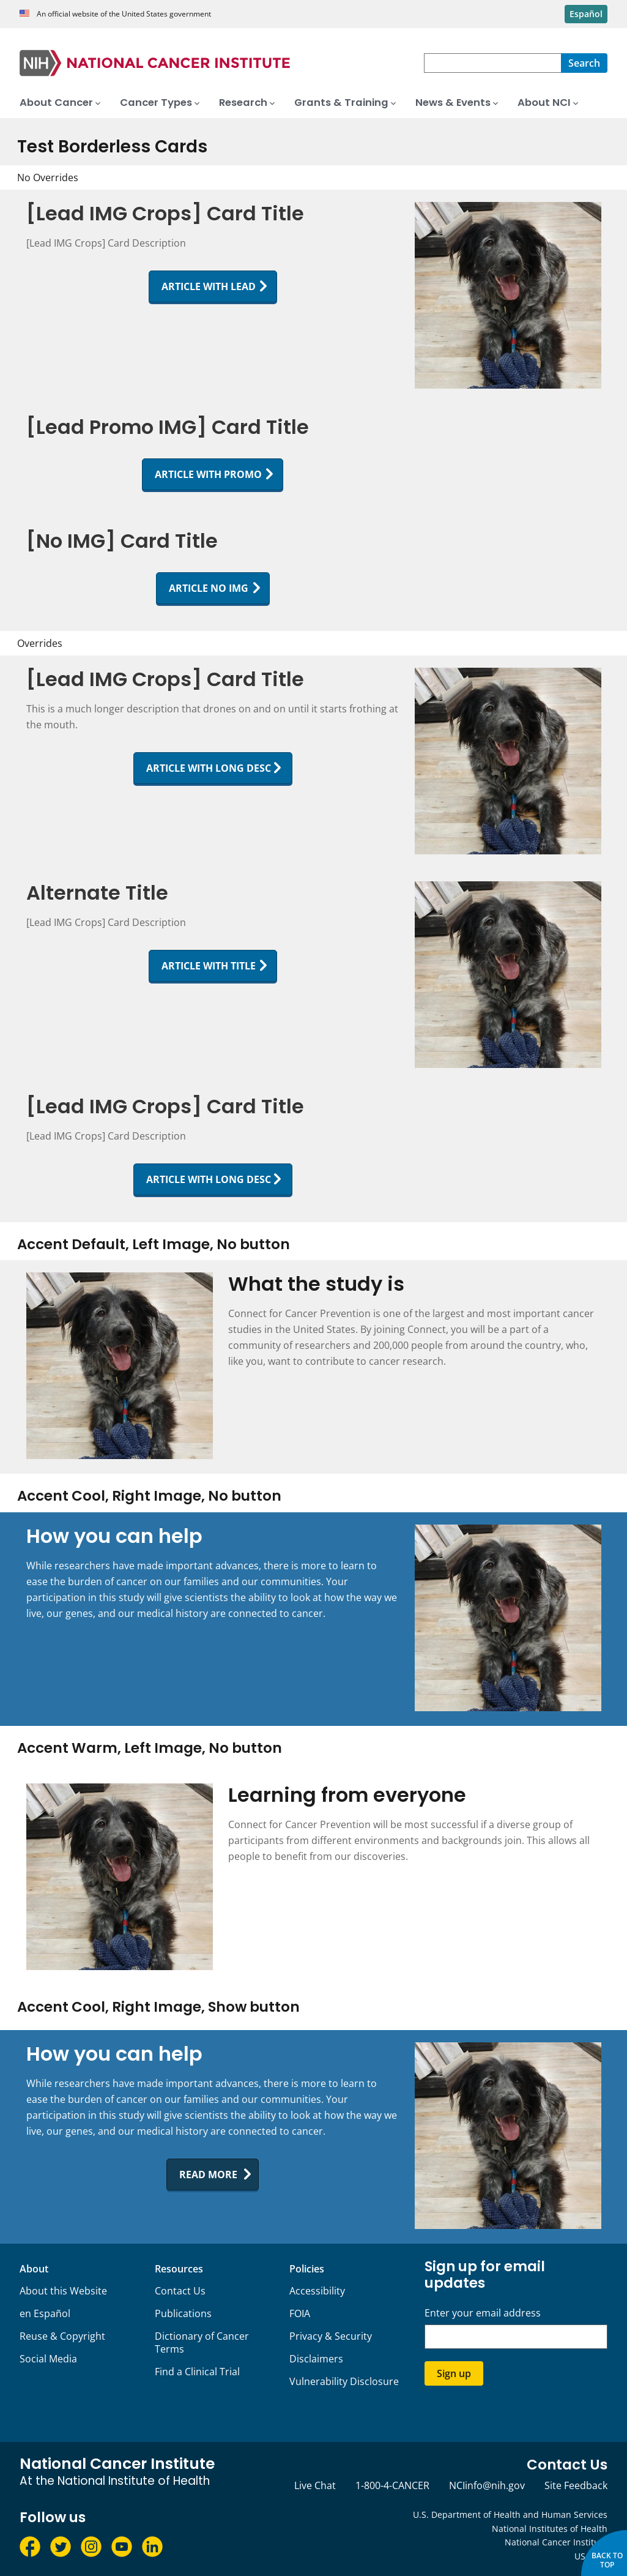 An official website of the United States government
Español
NIH NATIONAL CANCER INSTITUTE
Search
About Cancer Cancer Types Research Grants & Training News & Events About NCI
Test Borderless Cards
No Overrides
[Lead IMG Crops] Card Title
[Lead IMG Crops] Card Description
ARTICLE WITH LEAD
[Lead Promo IMG] Card Title
ARTICLE WITH PROMO
[No IMG] Card Title
ARTICLE NO IMG
Overrides
[Lead IMG Crops] Card Title
This is a much longer description that drones on and on until it starts frothing at
the mouth.
ARTICLE WITH LONG DESC
Alternate Title
[Lead IMG Crops] Card Description
ARTICLE WITH TITLE
[Lead IMG Crops] Card Title
[Lead IMG Crops] Card Description
ARTICLE WITH LONG DESC
Accent Default, Left Image, No button
What the study is
Connect for Cancer Prevention is one of the largest and most important cancer
studies in the United States. By joining Connect, you will be a part of a
community of researchers and 200,000 people from around the country, who,
like you, want to contribute to cancer research.
Accent Cool, Right Image, No button
How you can help
While researchers have made important advances, there is more to learn to
ease the burden of cancer on our families and our communities. Your
participation in this study will give scientists the ability to look at how the way we
live, our genes, and our medical history are connected to cancer.
Accent Warm, Left Image, No button
Learning from everyone
Connect for Cancer Prevention will be most successful if a diverse group of
participants from different environments and backgrounds join. This allows all
people to benefit from our discoveries.
Accent Cool, Right Image, Show button
How you can help
While researchers have made important advances, there is more to learn to
ease the burden of cancer on our families and our communities. Your
participation in this study will give scientists the ability to look at how the way we
live, our genes, and our medical history are connected to cancer.
READ MORE
About
About this Website
en Español
Reuse & Copyright
Social Media
Resources
Contact Us
Publications
Dictionary of Cancer
Terms
Find a Clinical Trial
Policies
Accessibility
FOIA
Privacy & Security
Disclaimers
Vulnerability Disclosure
Sign up for email
updates
Enter your email address
Sign up
National Cancer Institute
At the National Institute of Health
Follow us
Contact Us
Live Chat 1-800-4-CANCER NCIinfo@nih.gov Site Feedback
U.S. Department of Health and Human Services
National Institutes of Health
National Cancer
BACK TO
TOP